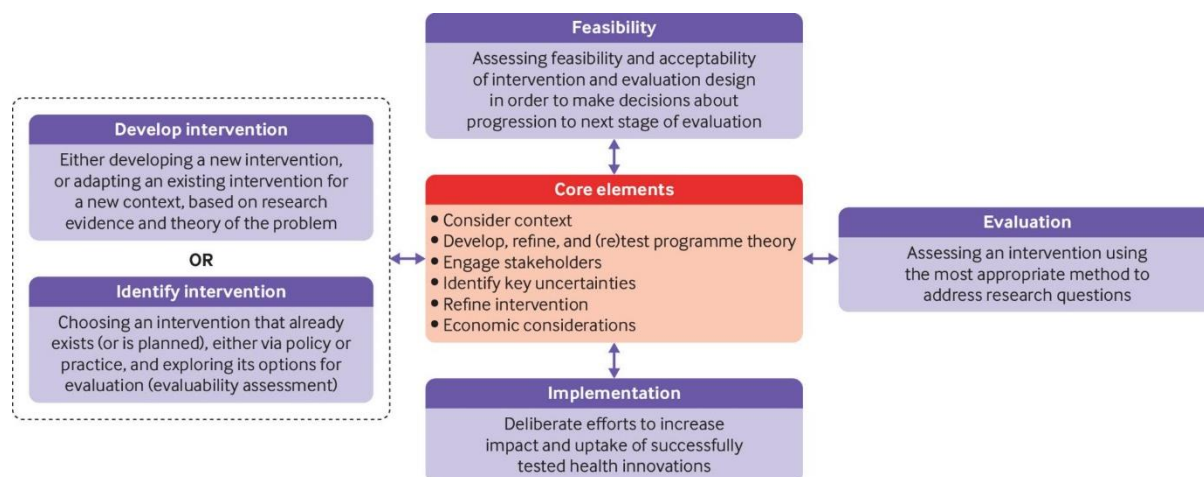 Feasibility
Assessing feasibility and acceptability
of intervention and evaluation design
in order to make decisions about
progression to next stage of evaluation
Develop intervention
Either developing a new intervention,
or adapting an existing intervention for
a new context, based on research
evidence and theory of the problem
OR
Identify intervention
Choosing an intervention that already
exists (or is planned), either via policy or
practice, and exploring its options for
evaluation (evaluability assessment)
Core elements
• Consider context
• Develop, refine, and (re)test programme theory
• Engage stakeholders
• Identify key uncertainties
• Refine intervention
• Economic considerations
Evaluation
Assessing an intervention using
the most appropriate method to
address research questions
Implementation
Deliberate efforts to increase
impact and uptake of successfully
tested health innovations